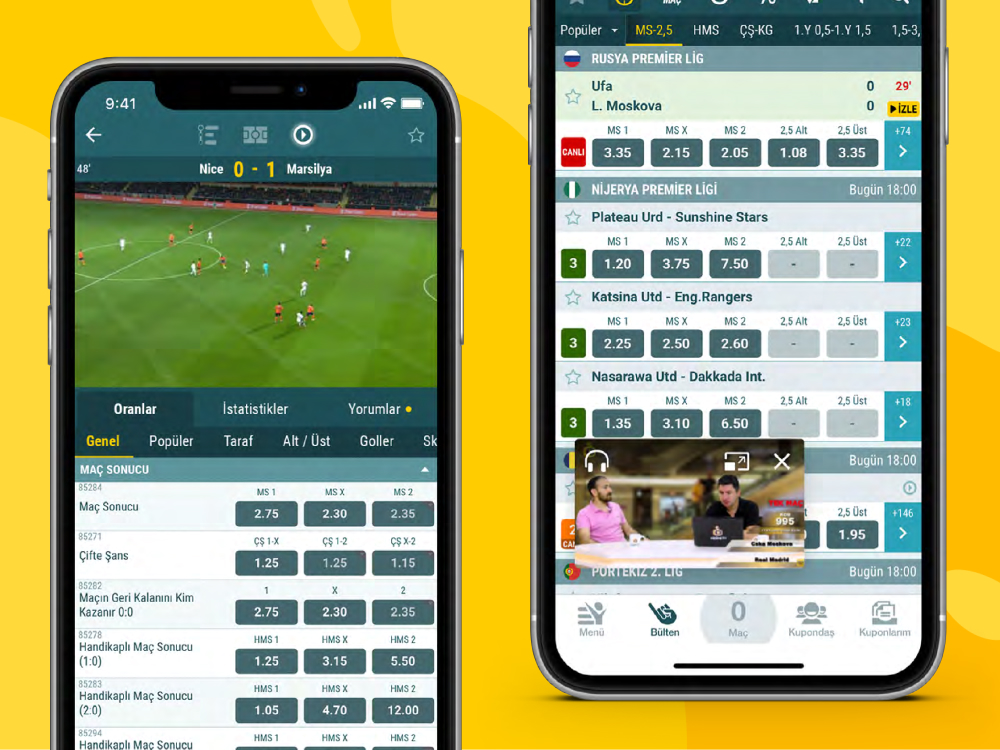 9:41
48'
Nice 0 - 1 Marsilya
Oranlar İstatistikler Yorumlar
Genel Popüler Taraf Alt / Üst Goller Sk
MAÇ SONUCU
85284
Maç Sonucu
MS 1 MS X MS 2
2.75 2.30 2.35
85271
Çifte Şans
ÇŞ 1-X ÇŞ 1-2 ÇŞ X-2
1.25 1.25 1.15
85282
Maçın Geri Kalanını Kim
Kazanır 0:0
1 X 2
2.75 2.30 2.35
85278
Handikaplı Maç Sonucu
(1:0)
HMS 1 HMS X HMS 2
1.25 3.15 5.50
85283
Handikaplı Maç Sonucu
(2:0)
HMS 1 HMS X HMS 2
1.05 4.70 12.00
85294
Handikaplı Maç Sonucu
HMS 1 HMS X HMS 2
Popüler MS-2,5 HMS ÇŞ-KG 1.Y 0,5-1.Y 1,5 1,5-3,
RUSYA PREMİER LİG
Ufa 0 29'
L. Moskova 0 İZLE
MS 1 MS X MS 2 2,5 Alt 2,5 Üst +74
CANLI 3.35 2.15 2.05 1.08 3.35
NİJERYA PREMİER LİGİ Bugün 18:00
Plateau Urd - Sunshine Stars
MS 1 MS X MS 2 2,5 Alt 2,5 Üst +22
3 1.20 3.75 7.50 - -
Katsina Utd - Eng.Rangers
MS 1 MS X MS 2 2,5 Alt 2,5 Üst +23
3 2.25 2.50 2.60 - -
Nasarawa Utd - Dakkada Int.
MS 1 MS X MS 2 2,5 Alt 2,5 Üst +18
3 1.35 3.10 6.50 - -
Bugün 18:00
2,5 Üst +146
1.95
995
Real Madrid
PORTEKİZ 2. LİG Bugün 18:00
Menü Bülten 0 Maç Kupondaş Kuponlarım